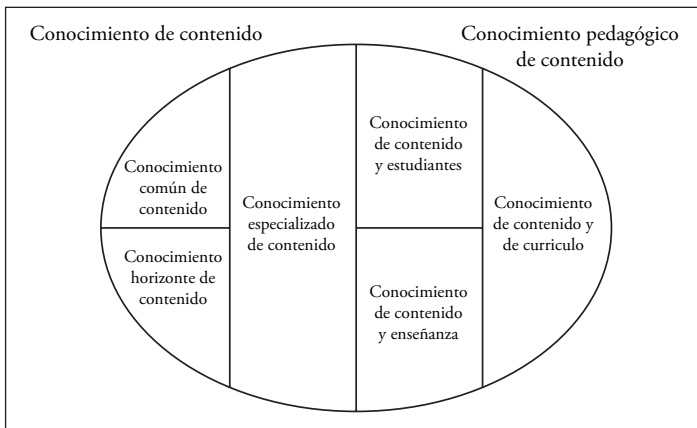 Conocimiento de contenido
Conocimiento pedagógico
de contenido
Conocimiento
común de
contenido
Conocimiento
horizonte de
contenido
Conocimiento
especializado
de contenido
Conocimiento
de contenido
y estudiantes
Conocimiento
de contenido
y enseñanza
Conocimiento
de contenido y
de curriculo